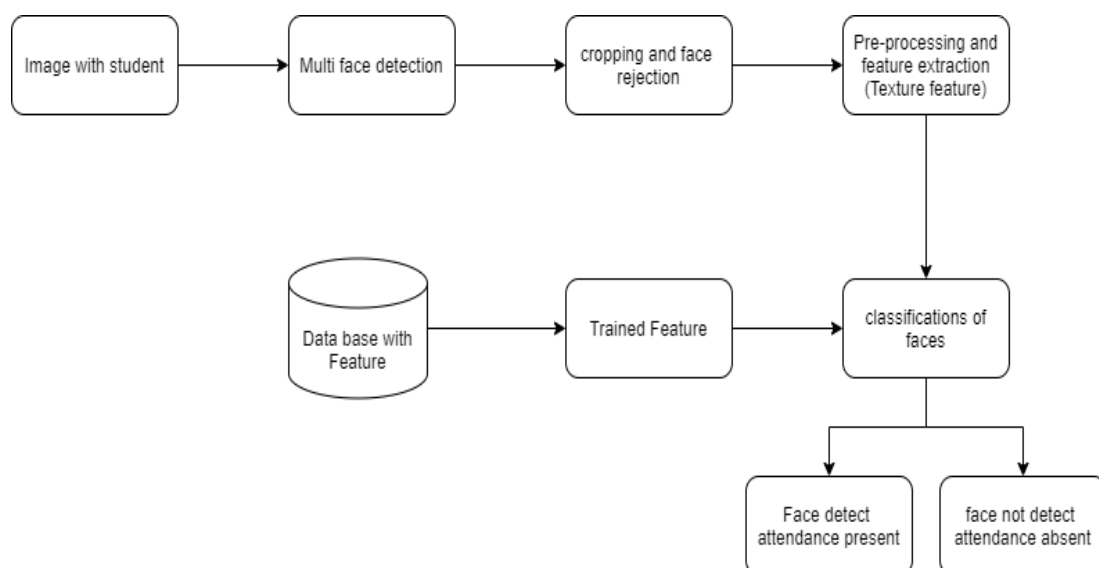 Image with student
Multi face detection
cropping and face
rejection
Pre-processing and
feature extraction
(Texture feature)
Data base with
Feature
Trained Feature
classifications of
faces
Face detect
attendance present
face not detect
attendance absent